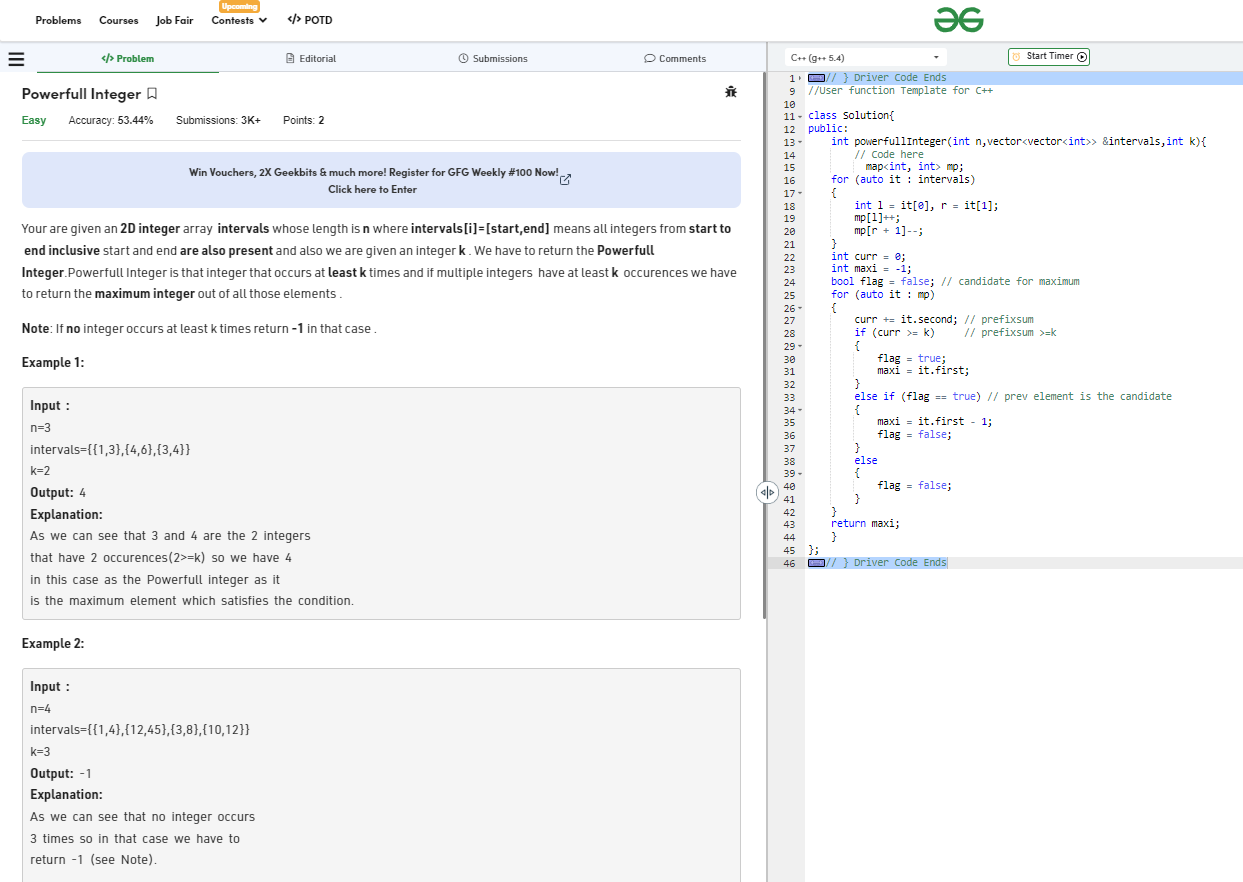 Upcoming
Problems Courses Job Fair Contests </> POTD
</> Problem Editorial Submissions Comments
Powerfull Integer
Easy Accuracy: 53.44% Submissions: 3K+ Points: 2
Win Vouchers, 2X Geekbits & much more! Register for GFG Weekly #100 Now!
Click here to Enter
Your are given an 2D integer array intervals whose length is n where intervals[i]=[start,end] means all integers from start to
end inclusive start and end are also present and also we are given an integer k . We have to return the Powerfull
Integer.Powerfull Integer is that integer that occurs at least k times and if multiple integers have at least k occurences we have
to return the maximum integer out of all those elements .
Note: If no integer occurs at least k times return -1 in that case .
Example 1:
Input :
n=3
intervals={{1,3},{4,6},{3,4}}
k=2
Output: 4
Explanation:
As we can see that 3 and 4 are the 2 integers
that have 2 occurences(2>=k) so we have 4
in this case as the Powerfull integer as it
is the maximum element which satisfies the condition.
Example 2:
Input :
n=4
intervals={{1,4},{12,45},{3,8},{10,12}}
k=3
Output: -1
Explanation:
As we can see that no integer occurs
3 times so in that case we have to
return -1 (see Note).
C++ (g++ 5.4) Start Timer
1 // } Driver Code Ends
9 //User function Template for C++
10
11 class Solution{
12 public:
13 int powerfullInteger(int n,vector<vector<int>> &intervals,int k){
14 // Code here
15 map<int, int> mp;
16 for (auto it : intervals)
17 {
18 int l = it[0], r = it[1];
19 mp[l]++;
20 mp[r + 1]--;
21 }
22 int curr = 0;
23 int maxi = -1;
24 bool flag = false; // candidate for maximum
25 for (auto it : mp)
26 {
27 curr += it.second; // prefixsum
28 if (curr >= k) // prefixsum >=k
29 {
30 flag = true;
31 maxi = it.first;
32 }
33 else if (flag == true) // prev element is the candidate
34 {
35 maxi = it.first - 1;
36 flag = false;
37 }
38 else
39 {
40 flag = false;
41 }
42 }
43 return maxi;
44 }
45 };
46 // } Driver Code Ends